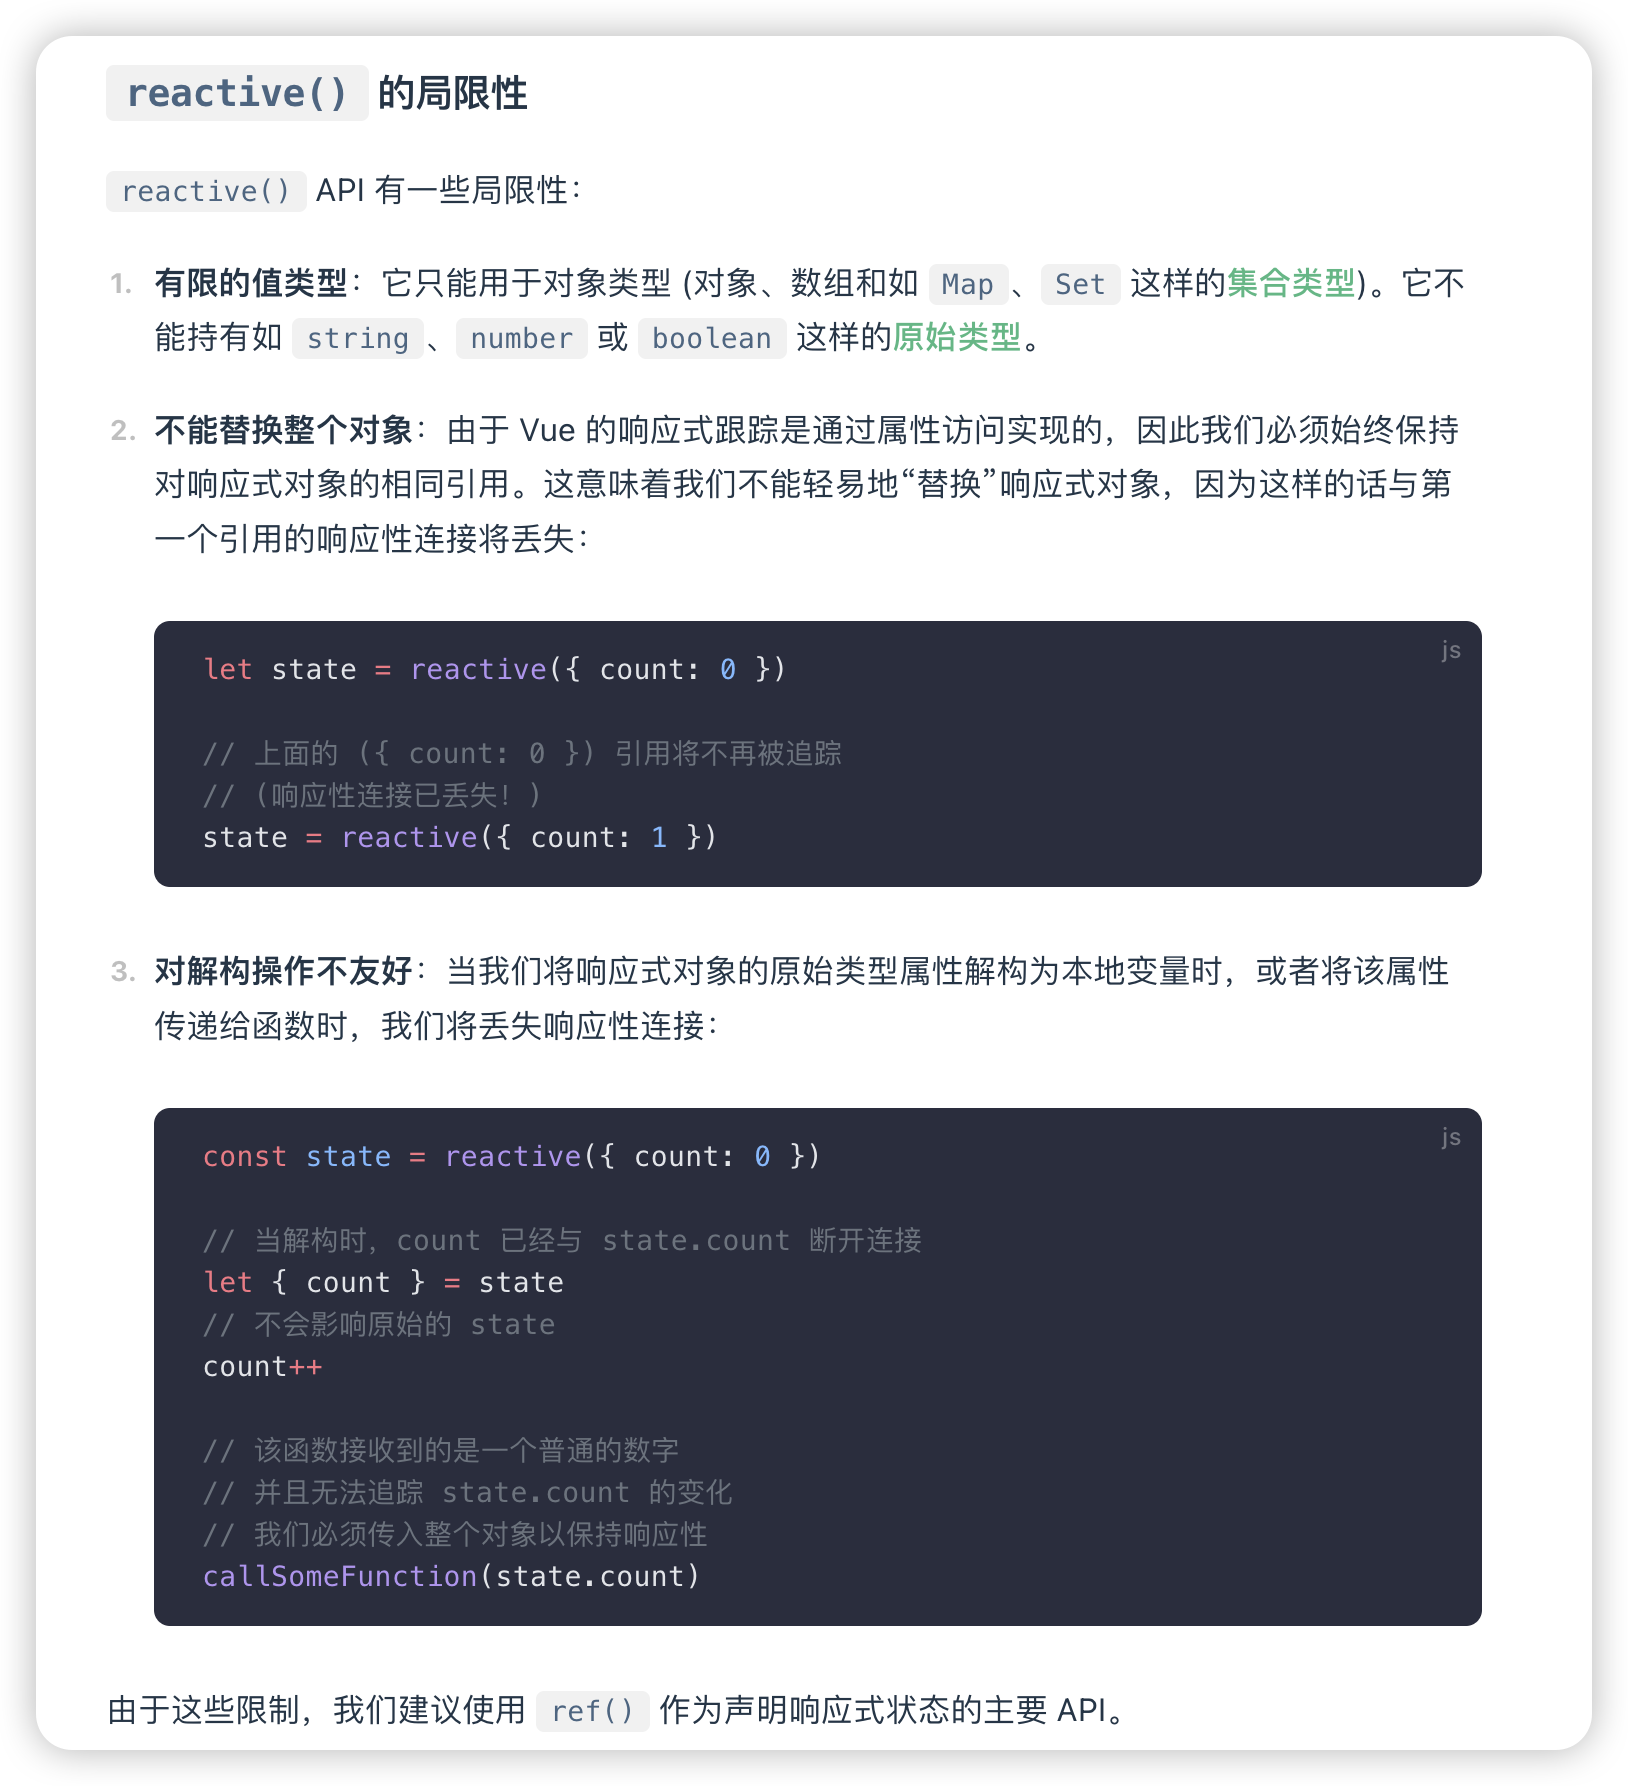 reactive() 的局限性
reactive() API 有一些局限性：
1. 有限的值类型：它只能用于对象类型 (对象、数组和如 Map、Set 这样的集合类型)。它不
能持有如 string、number 或 boolean 这样的原始类型。
2. 不能替换整个对象：由于 Vue 的响应式跟踪是通过属性访问实现的，因此我们必须始终保持
对响应式对象的相同引用。这意味着我们不能轻易地“替换”响应式对象，因为这样的话与第
一个引用的响应性连接将丢失：
js
let state = reactive({ count: 0 })
// 上面的 ({ count: 0 }) 引用将不再被追踪
// (响应性连接已丢失！)
state = reactive({ count: 1 })
3. 对解构操作不友好：当我们将响应式对象的原始类型属性解构为本地变量时，或者将该属性
传递给函数时，我们将丢失响应性连接：
js
const state = reactive({ count: 0 })
// 当解构时，count 已经与 state.count 断开连接
let { count } = state
// 不会影响原始的 state
count++
// 该函数接收到的是一个普通的数字
// 并且无法追踪 state.count 的变化
// 我们必须传入整个对象以保持响应性
callSomeFunction(state.count)
由于这些限制，我们建议使用 ref() 作为声明响应式状态的主要 API。